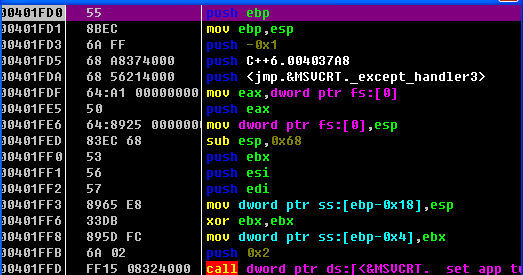 00401FD0 55 push ebp
00401FD1 8BEC mov ebp,esp
00401FD3 6A FF push -0x1
00401FD5 68 A8374000 push C++6.004037A8
00401FDA 68 56214000 push <jmp.&MSVCRT._except_handler3>
00401FDF 64:A1 00000000 mov eax,dword ptr fs:[0]
00401FE5 50 push eax
00401FE6 64:8925 0000000 mov dword ptr fs:[0],esp
00401FED 83EC 68 sub esp,0x68
00401FF0 53 push ebx
00401FF1 56 push esi
00401FF2 57 push edi
00401FF3 8965 E8 mov dword ptr ss:[ebp-0x18],esp
00401FF6 33DB xor ebx,ebx
00401FF8 895D FC mov dword ptr ss:[ebp-0x4],ebx
00401FFB 6A 02 push 0x2
00401FFD FF15 08324000 call dword ptr ds:[<&MSVCRT.__set_app_t